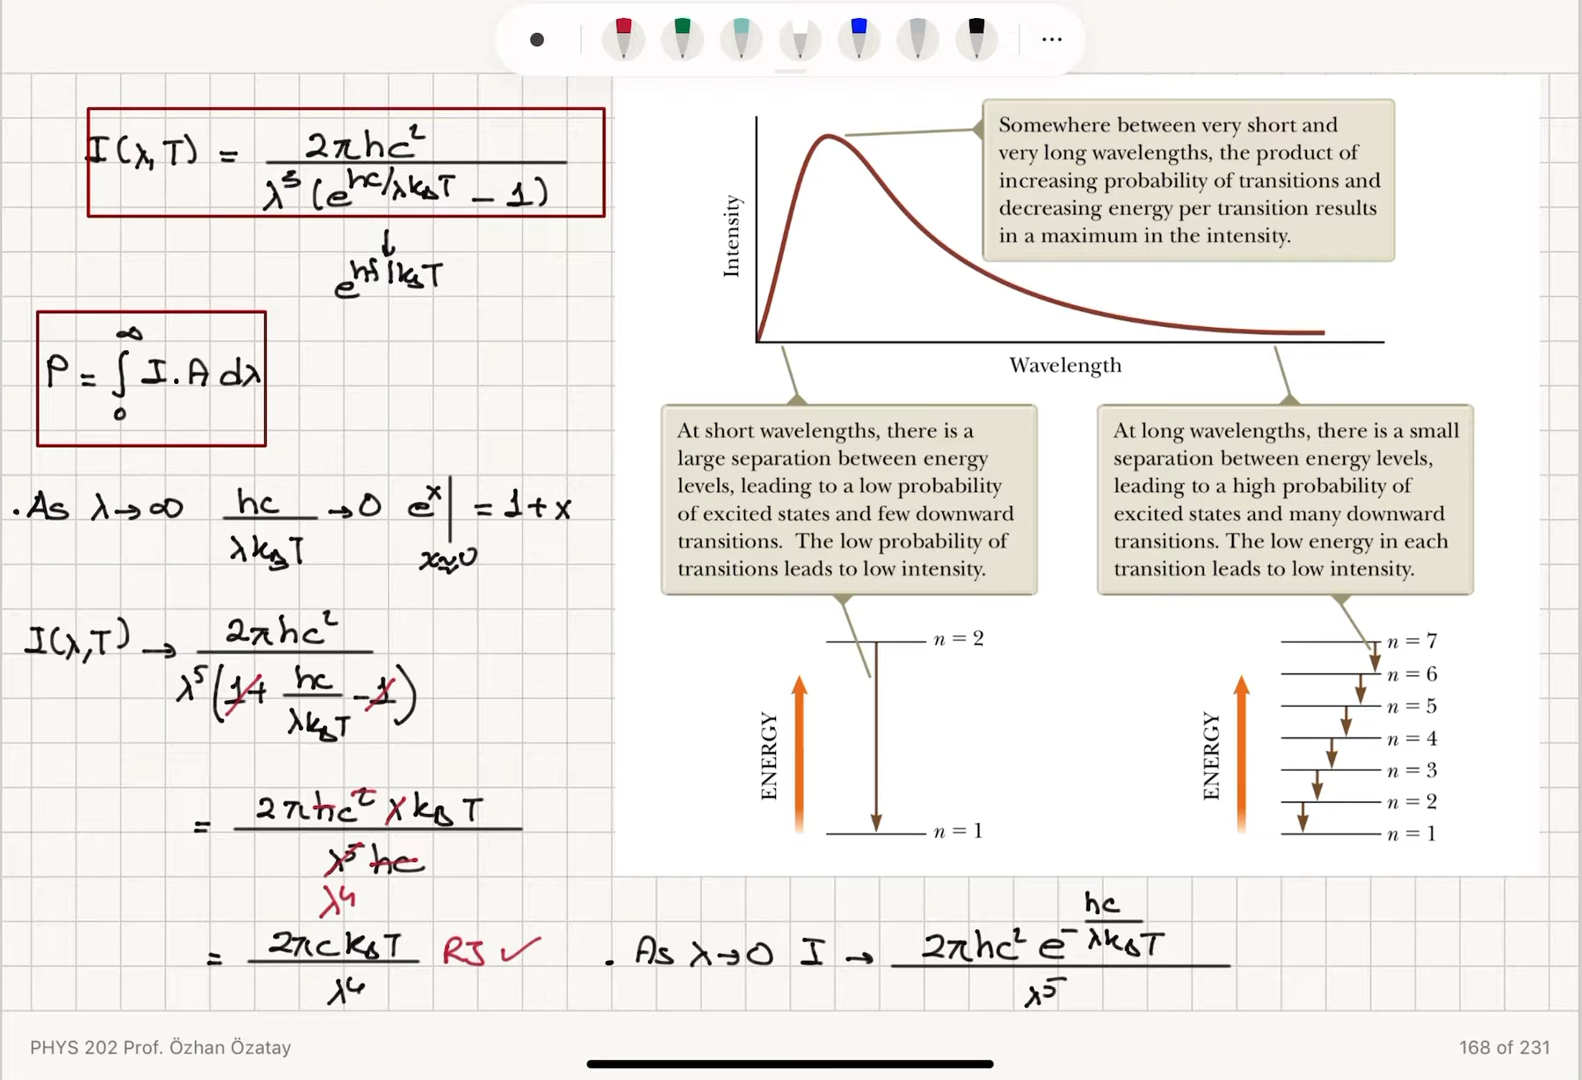 I(λ,T) = 2πhc² / λ⁵(e^{hc/λk_BT} − 1)
↓
e^{hf/k_BT}
P = ∫₀^∞ I.A dλ
. As λ→∞ hc/λk_BT →0 e^x|_{x≈0} = 1+x
I(λ,T) → 2πhc² / λ⁵(1+ hc/λk_BT −1)
= 2πhc² λk_BT / λ⁵hc
λ⁴
= 2πck_BT / λ⁴ RJ ✓
Somewhere between very short and
very long wavelengths, the product of
increasing probability of transitions and
decreasing energy per transition results
in a maximum in the intensity.
Intensity
Wavelength
At short wavelengths, there is a
large separation between energy
levels, leading to a low probability
of excited states and few downward
transitions. The low probability of
transitions leads to low intensity.
At long wavelengths, there is a small
separation between energy levels,
leading to a high probability of
excited states and many downward
transitions. The low energy in each
transition leads to low intensity.
ENERGY
n = 2
n = 1
ENERGY
n = 7
n = 6
n = 5
n = 4
n = 3
n = 2
n = 1
. As λ→0 I → 2πhc² e^{−hc/λk_BT} / λ⁵
PHYS 202 Prof. Özhan Özatay
168 of 231